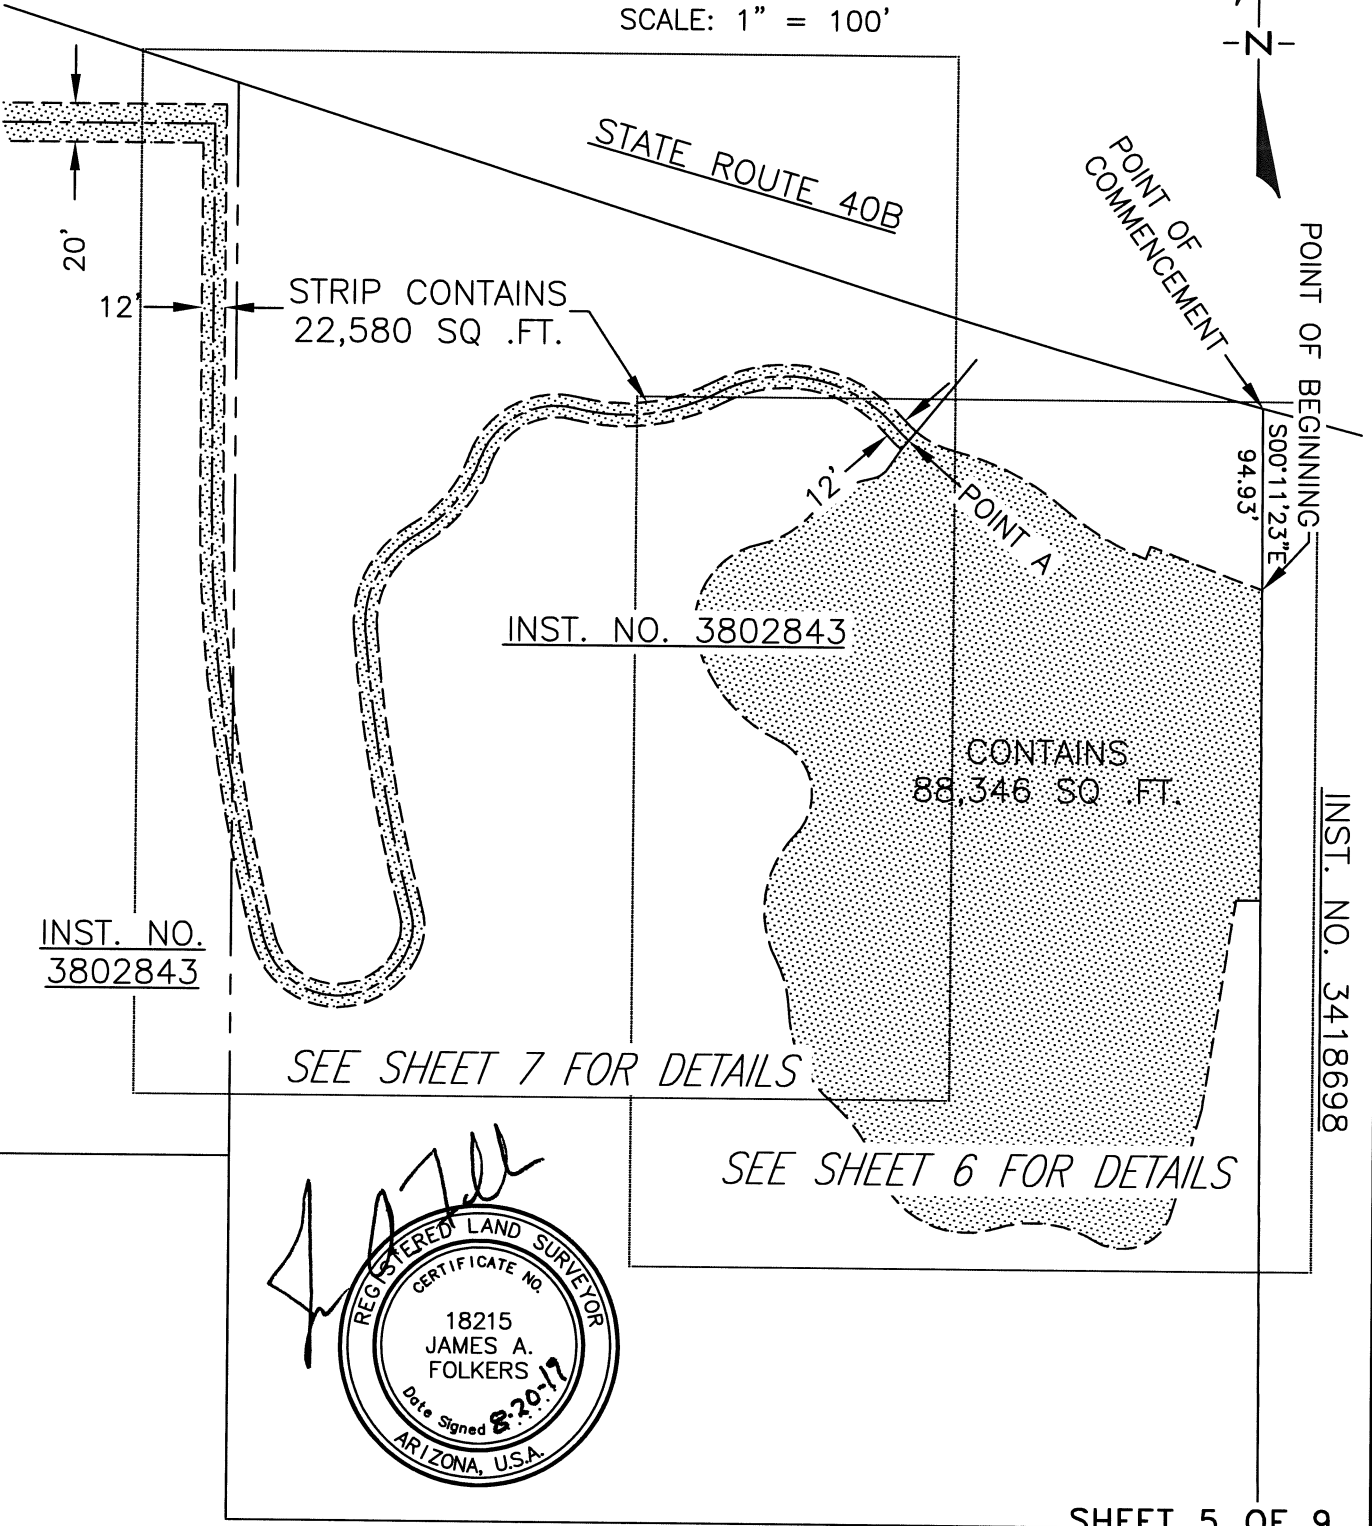 SCALE: 1" = 100'
N
STATE ROUTE 40B
POINT OF
COMMENCEMENT
POINT OF BEGINNING
20'
12'
STRIP CONTAINS
22,580 SQ .FT.
S00°11'23"E
94.93'
12'
POINT A
INST. NO. 3802843
CONTAINS
88,346 SQ .FT.
INST. NO. 3418698
INST. NO.
3802843
SEE SHEET 7 FOR DETAILS
SEE SHEET 6 FOR DETAILS
REGISTERED LAND SURVEYOR
CERTIFICATE NO.
18215
JAMES A.
FOLKERS
Date Signed 8-20-19
ARIZONA, U.S.A.
SHEET 5 OF 9